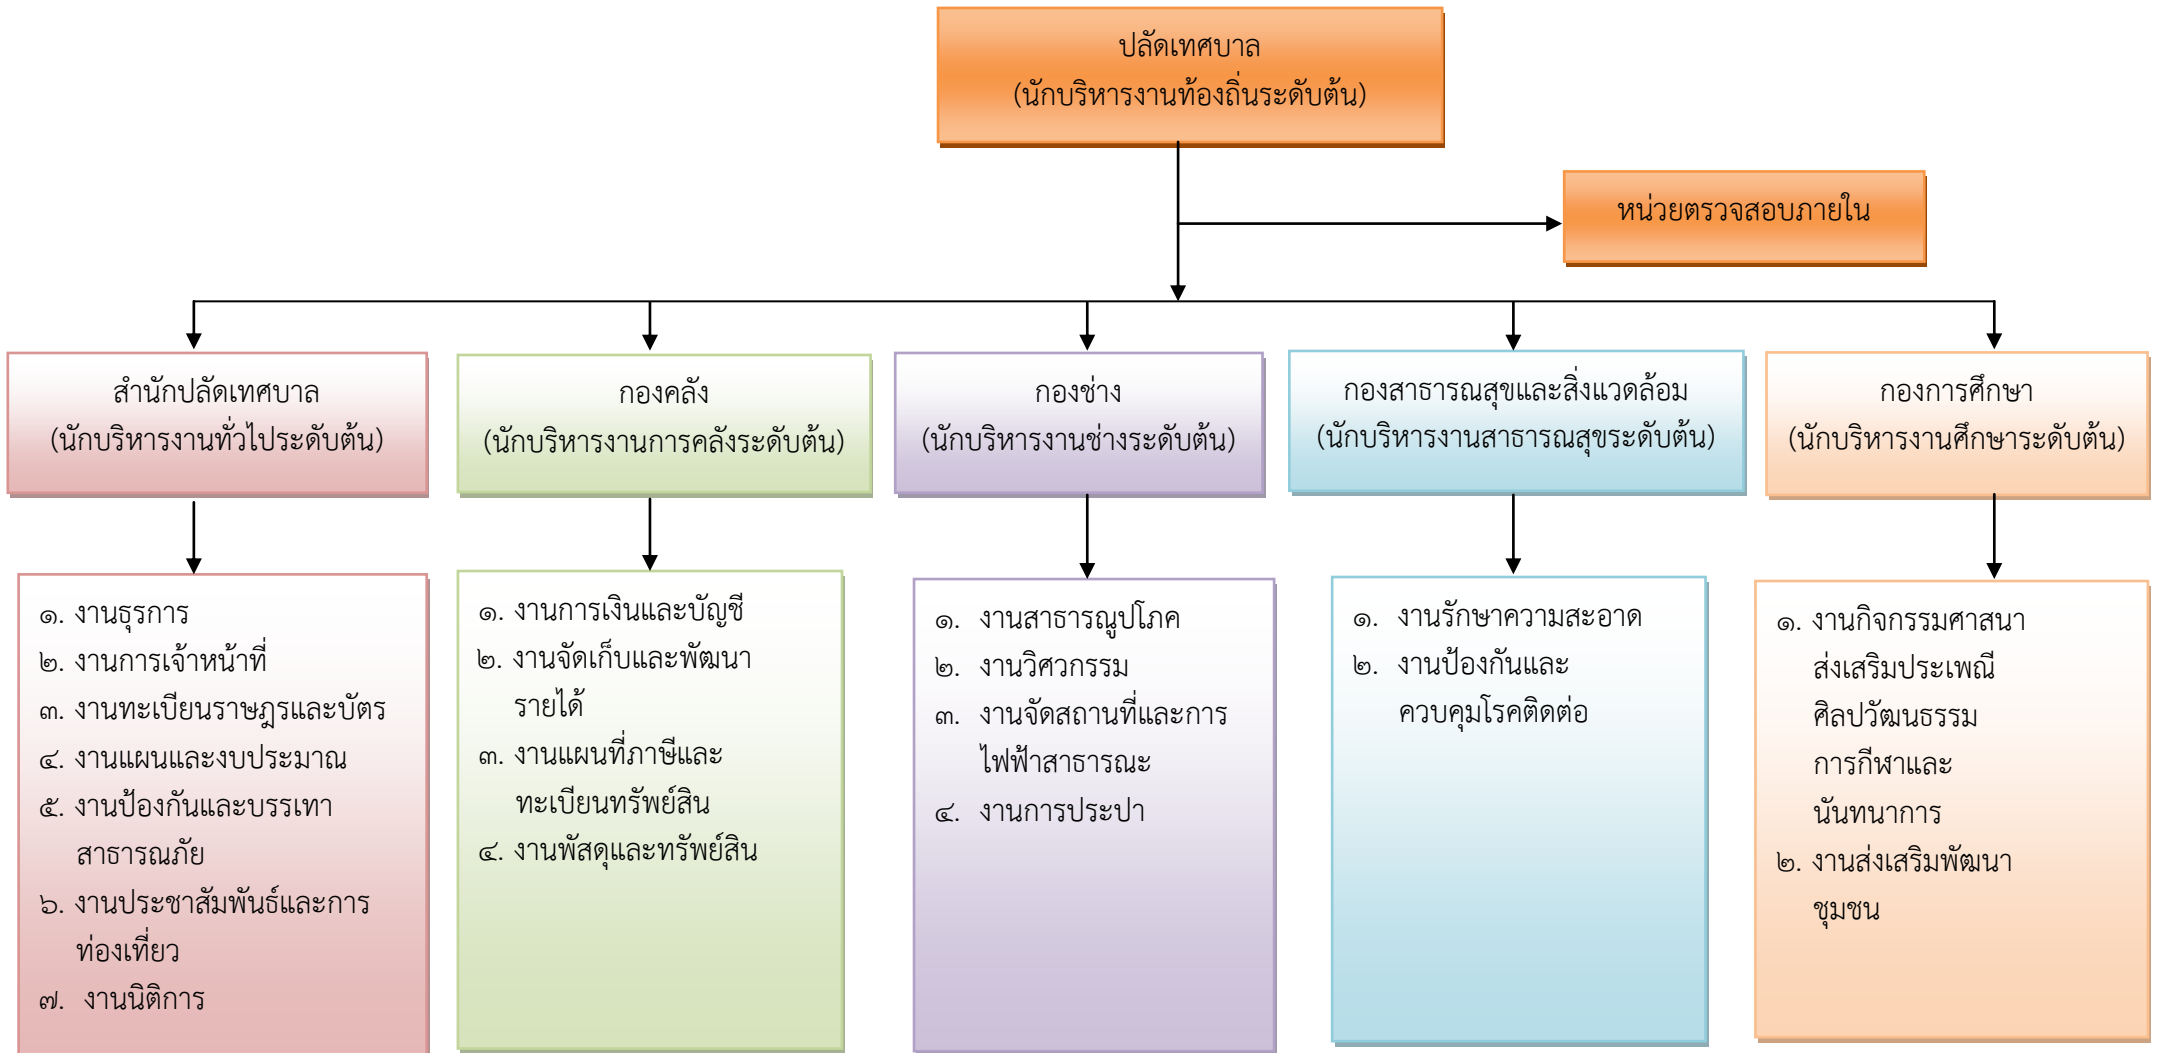 ปลัดเทศบาล
(นักบริหารงานท้องถิ่นระดับต้น)
หน่วยตรวจสอบภายใน
สำนักปลัดเทศบาล
(นักบริหารงานทั่วไประดับต้น)
กองคลัง
(นักบริหารงานการคลังระดับต้น)
กองช่าง
(นักบริหารงานช่างระดับต้น)
กองสาธารณสุขและสิ่งแวดล้อม
(นักบริหารงานสาธารณสุขระดับต้น)
กองการศึกษา
(นักบริหารงานศึกษาระดับต้น)
๑. งานธุรการ
๒. งานการเจ้าหน้าที่
๓. งานทะเบียนราษฎรและบัตร
๔. งานแผนและงบประมาณ
๕. งานป้องกันและบรรเทา
สาธารณภัย
๖. งานประชาสัมพันธ์และการ
ท่องเที่ยว
๗. งานนิติการ
๑. งานการเงินและบัญชี
๒. งานจัดเก็บและพัฒนา
รายได้
๓. งานแผนที่ภาษีและ
ทะเบียนทรัพย์สิน
๔. งานพัสดุและทรัพย์สิน
๑. งานสาธารณูปโภค
๒. งานวิศวกรรม
๓. งานจัดสถานที่และการ
ไฟฟ้าสาธารณะ
๔. งานการประปา
๑. งานรักษาความสะอาด
๒. งานป้องกันและ
ควบคุมโรคติดต่อ
๑. งานกิจกรรมศาสนา
ส่งเสริมประเพณี
ศิลปวัฒนธรรม
การกีฬาและ
นันทนาการ
๒. งานส่งเสริมพัฒนา
ชุมชน